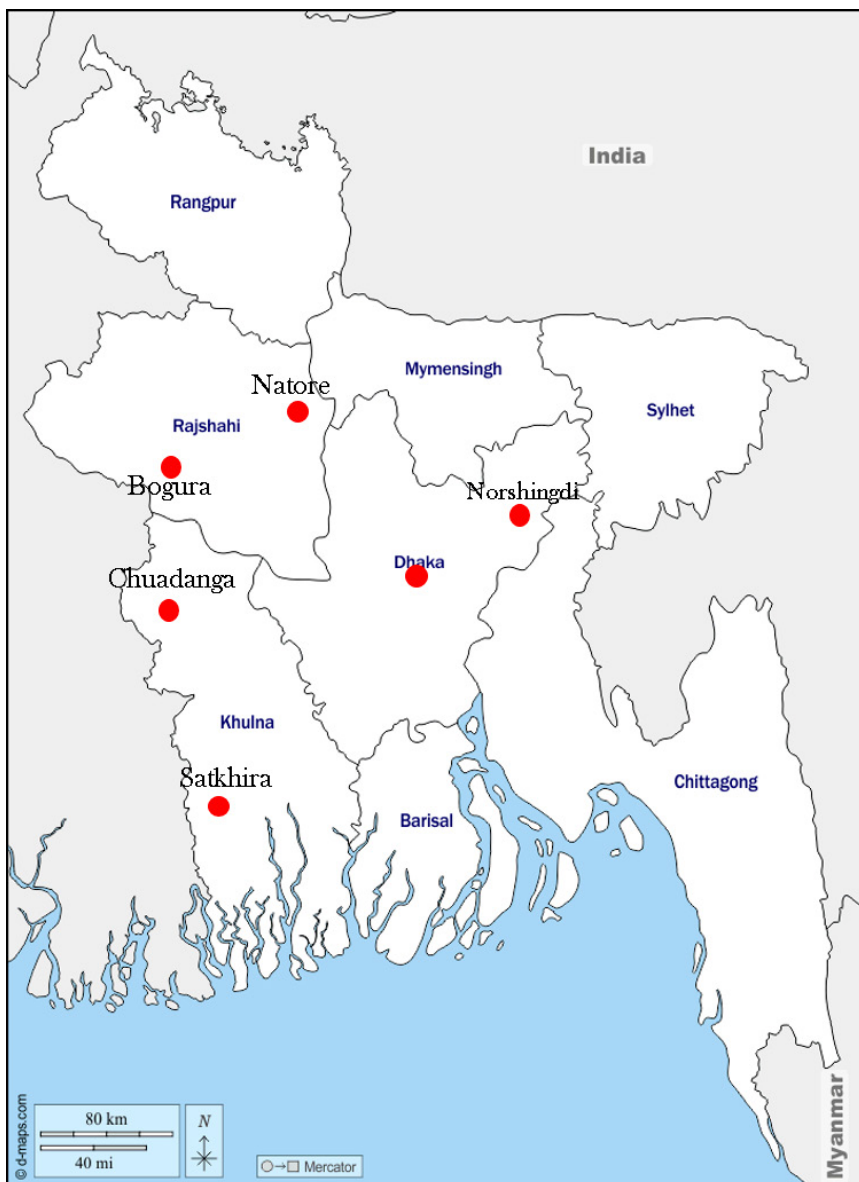 India
Rangpur
Mymensingh
Natore
Sylhet
Rajshahi
Bogura
Norshingdi
Dhaka
Chuadanga
Khulna
Satkhira
Chittagong
Barisal
Myanmar
© d-maps.com
80 km
40 mi
N
Mercator